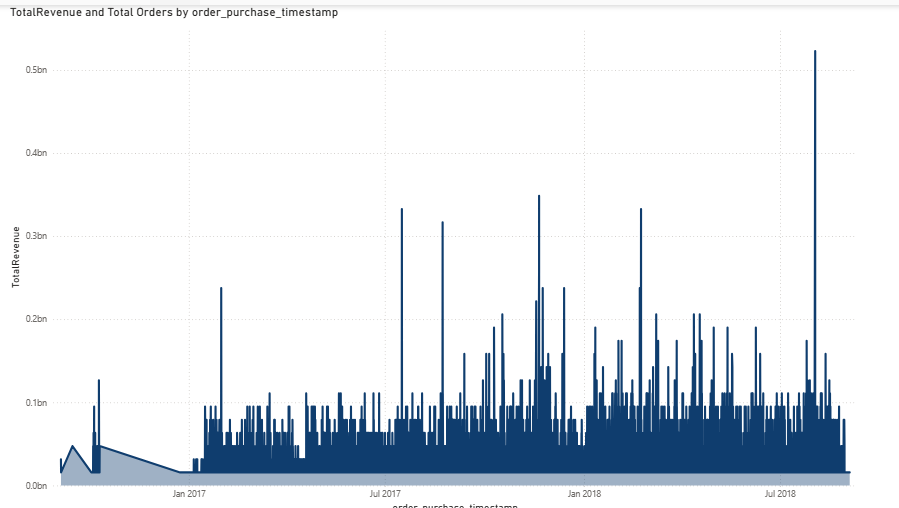 TotalRevenue and Total Orders by order_purchase_timestamp
0.5bn
0.4bn
0.3bn
0.2bn
0.1bn
0.0bn
TotalRevenue
Jan 2017
Jul 2017
Jan 2018
Jul 2018
order_purchase_timestamp